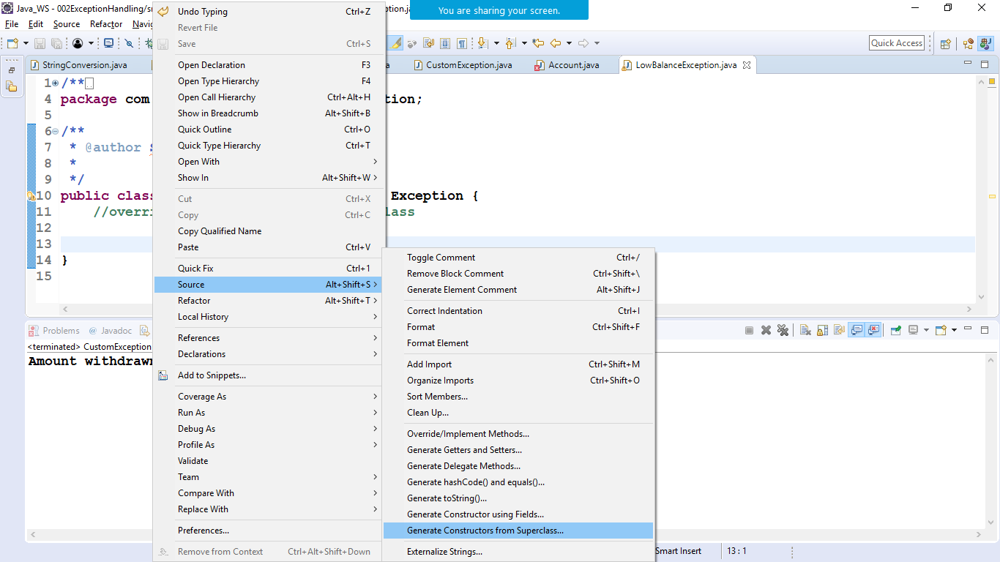 Java_WS - 002ExceptionHandling/s
ion.java
You are sharing your screen.
File Edit Source Refactor
Quick Access
StringConversion.java
CustomException.java
Account.java
LowBalanceException.java
1 /**
4 package com tion;
5
6 /**
7 * @author
8 *
9 */
10 public class Exception {
11 //overri lass
12
13
14 }
15
Problems @ Javadoc
<terminated> CustomException
Amount withdrawn
Smart Insert 13 : 1
Undo Typing Ctrl+Z
Revert File
Save Ctrl+S
Open Declaration F3
Open Type Hierarchy F4
Open Call Hierarchy Ctrl+Alt+H
Show in Breadcrumb Alt+Shift+B
Quick Outline Ctrl+O
Quick Type Hierarchy Ctrl+T
Open With
Show In Alt+Shift+W
Cut Ctrl+X
Copy Ctrl+C
Copy Qualified Name
Paste Ctrl+V
Quick Fix Ctrl+1
Source Alt+Shift+S
Refactor Alt+Shift+T
Local History
References
Declarations
Add to Snippets...
Coverage As
Run As
Debug As
Profile As
Validate
Team
Compare With
Replace With
Preferences...
Remove from Context Ctrl+Alt+Shift+Down
Toggle Comment Ctrl+/
Remove Block Comment Ctrl+Shift+\
Generate Element Comment Alt+Shift+J
Correct Indentation Ctrl+I
Format Ctrl+Shift+F
Format Element
Add Import Ctrl+Shift+M
Organize Imports Ctrl+Shift+O
Sort Members...
Clean Up...
Override/Implement Methods...
Generate Getters and Setters...
Generate Delegate Methods...
Generate hashCode() and equals()...
Generate toString()...
Generate Constructor using Fields...
Generate Constructors from Superclass...
Externalize Strings...